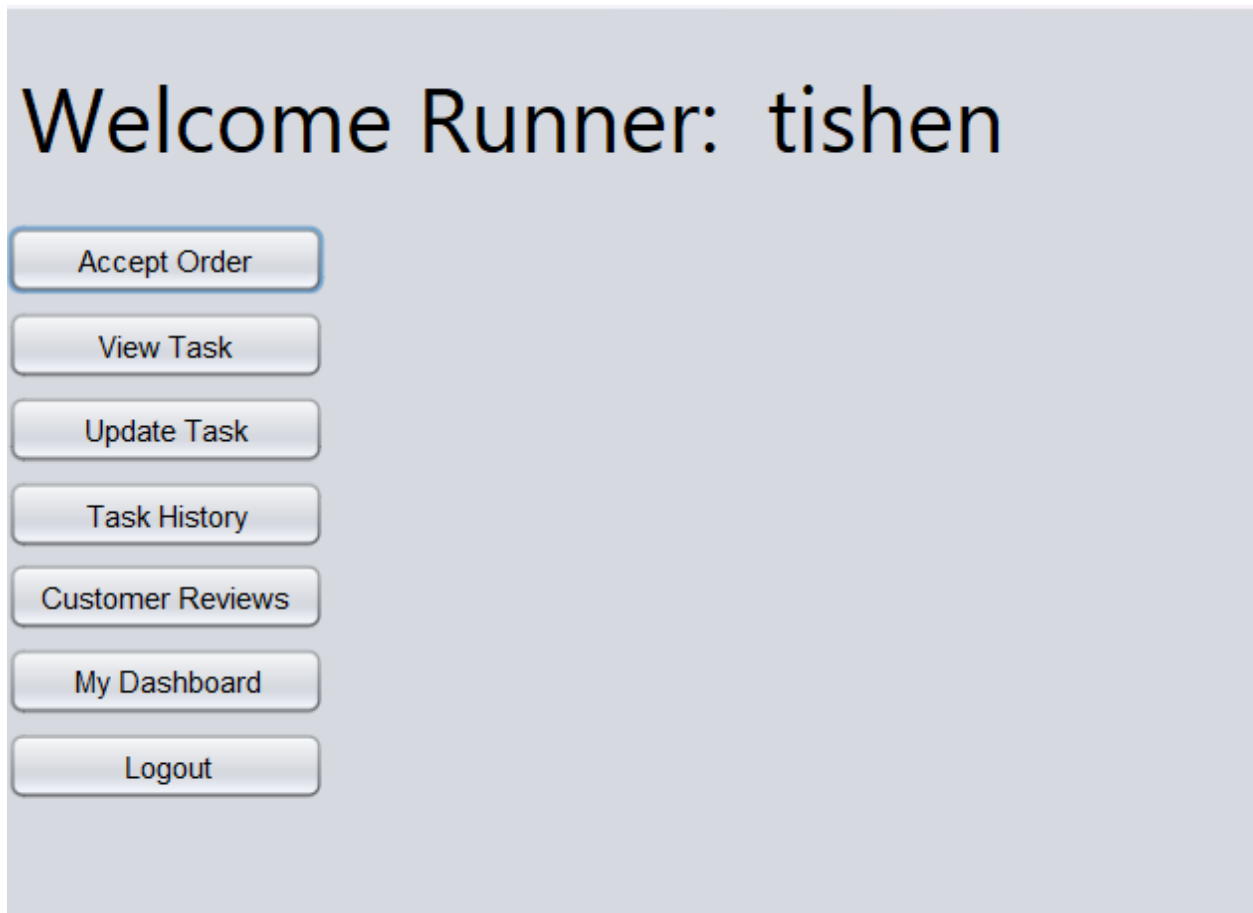 Welcome Runner:  tishen
Accept Order
View Task
Update Task
Task History
Customer Reviews
My Dashboard
Logout